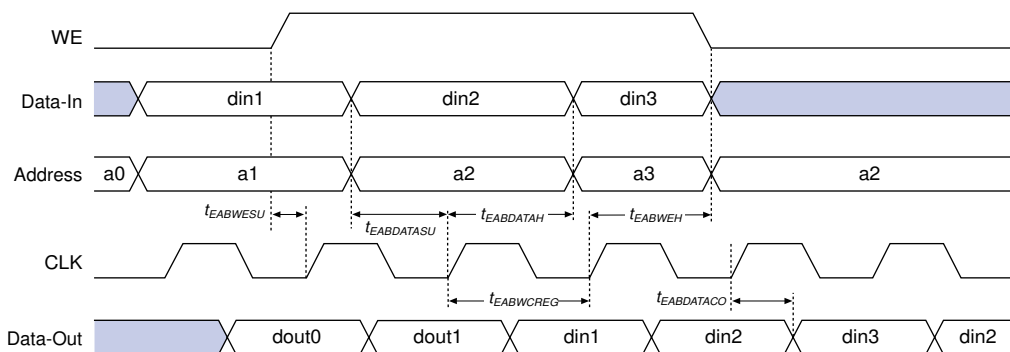 WE
Data-In din1 din2 din3
Address a0 a1 a2 a3 a2
tEABWESU tEABDATASU tEABDATAH tEABWEH
CLK
tEABWCREG tEABDATACO
Data-Out dout0 dout1 din1 din2 din3 din2